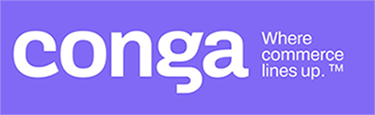 conga
Where
commerce
lines up.™